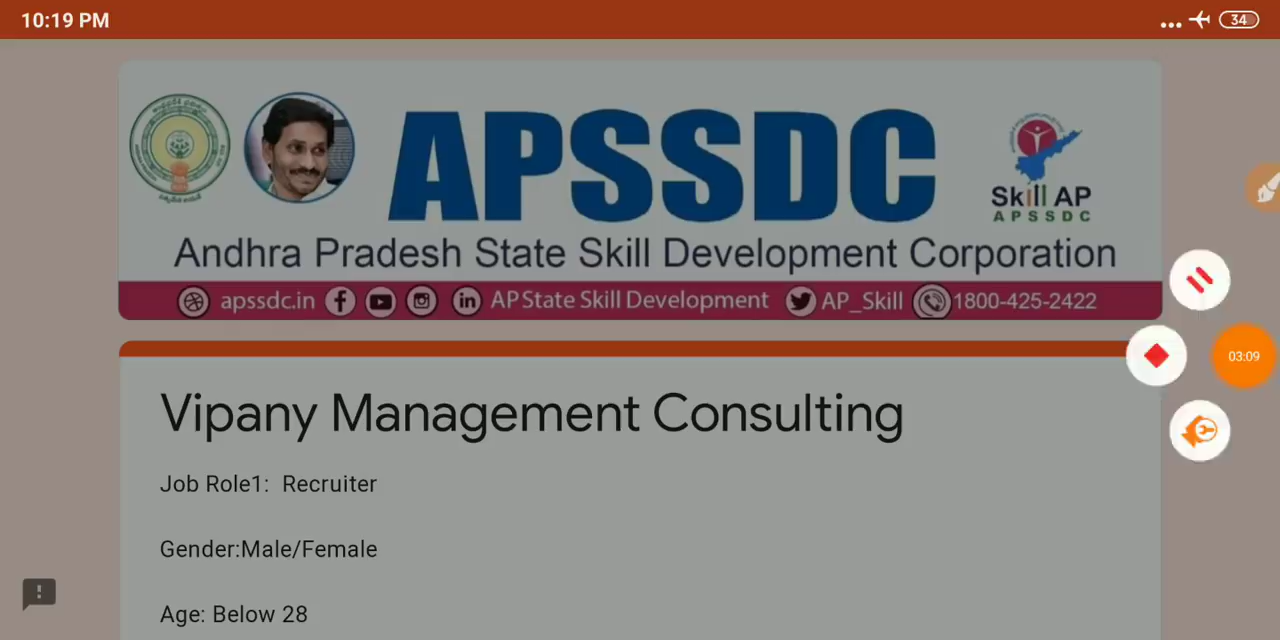 10:19 PM
34
APSSDC
Skill AP
APSSDC
Andhra Pradesh State Skill Development Corporation
apssdc.in AP State Skill Development AP_Skill 1800-425-2422
03:09
Vipany Management Consulting
Job Role1: Recruiter
Gender:Male/Female
Age: Below 28